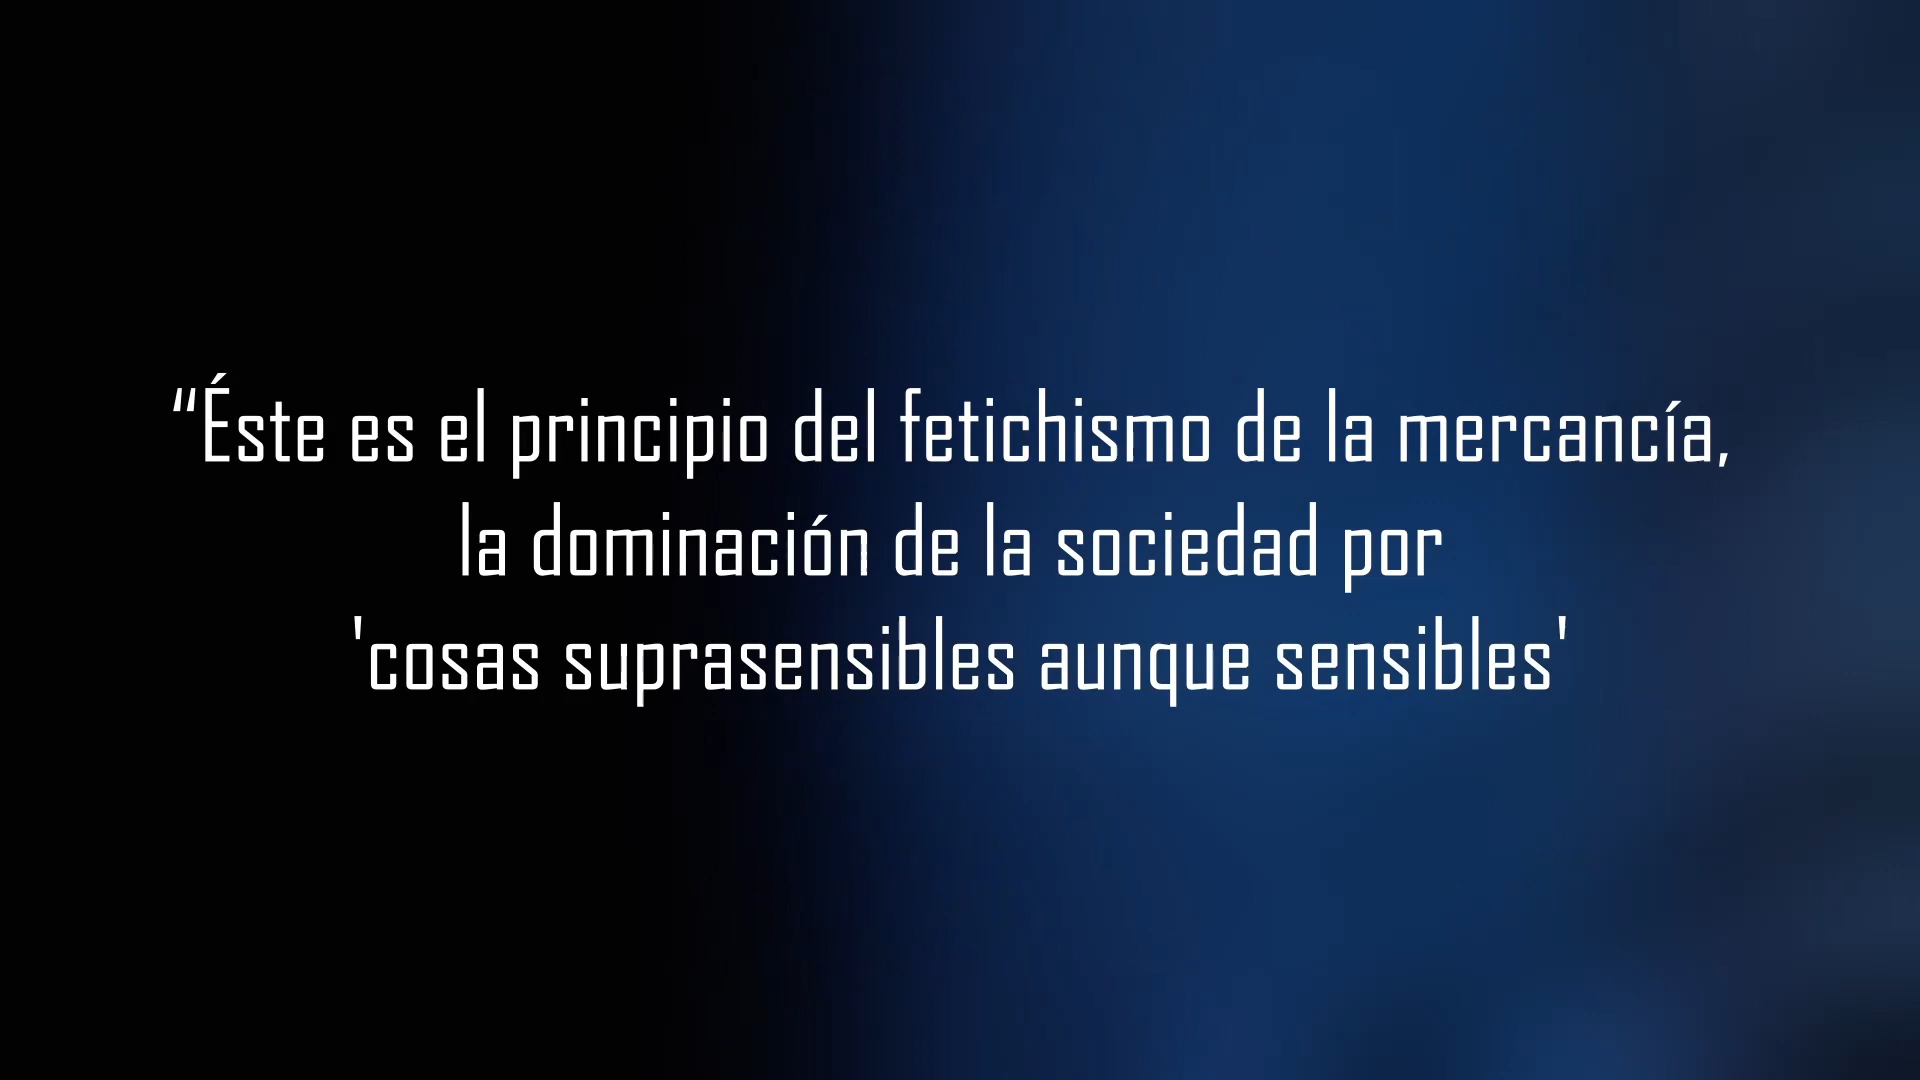 “Éste es el principio del fetichismo de la mercancía,
la dominación de la sociedad por
'cosas suprasensibles aunque sensibles'